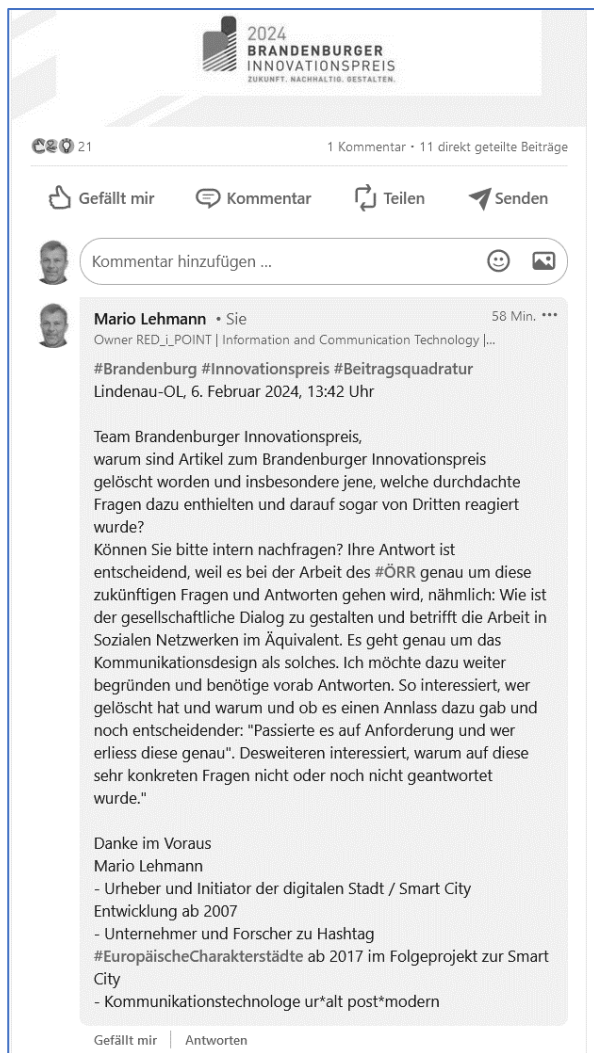 2024
BRANDENBURGER
INNOVATIONSPREIS
ZUKUNFT. NACHHALTIG. GESTALTEN.
21
1 Kommentar • 11 direkt geteilte Beiträge
Gefällt mir
Kommentar
Teilen
Senden
Kommentar hinzufügen ...
Mario Lehmann • Sie
58 Min. •••
Owner RED_i_POINT | Information and Communication Technology |...
#Brandenburg #Innovationspreis #Beitragsquadratur
Lindenau-OL, 6. Februar 2024, 13:42 Uhr
Team Brandenburger Innovationspreis,
warum sind Artikel zum Brandenburger Innovationspreis
gelöscht worden und insbesondere jene, welche durchdachte
Fragen dazu enthielten und darauf sogar von Dritten reagiert
wurde?
Können Sie bitte intern nachfragen? Ihre Antwort ist
entscheidend, weil es bei der Arbeit des #ÖRR genau um diese
zukünftigen Fragen und Antworten gehen wird, nähmlich: Wie ist
der gesellschaftliche Dialog zu gestalten und betrifft die Arbeit in
Sozialen Netzwerken im Äquivalent. Es geht genau um das
Kommunikationsdesign als solches. Ich möchte dazu weiter
begründen und benötige vorab Antworten. So interessiert, wer
gelöscht hat und warum und ob es einen Annlass dazu gab und
noch entscheidender: "Passierte es auf Anforderung und wer
erliess diese genau". Desweiteren interessiert, warum auf diese
sehr konkreten Fragen nicht oder noch nicht geantwortet
wurde."
Danke im Voraus
Mario Lehmann
- Urheber und Initiator der digitalen Stadt / Smart City
Entwicklung ab 2007
- Unternehmer und Forscher zu Hashtag
#EuropäischeCharakterstädte ab 2017 im Folgeprojekt zur Smart
City
- Kommunikationstechnologe ur*alt post*modern
Gefällt mir | Antworten